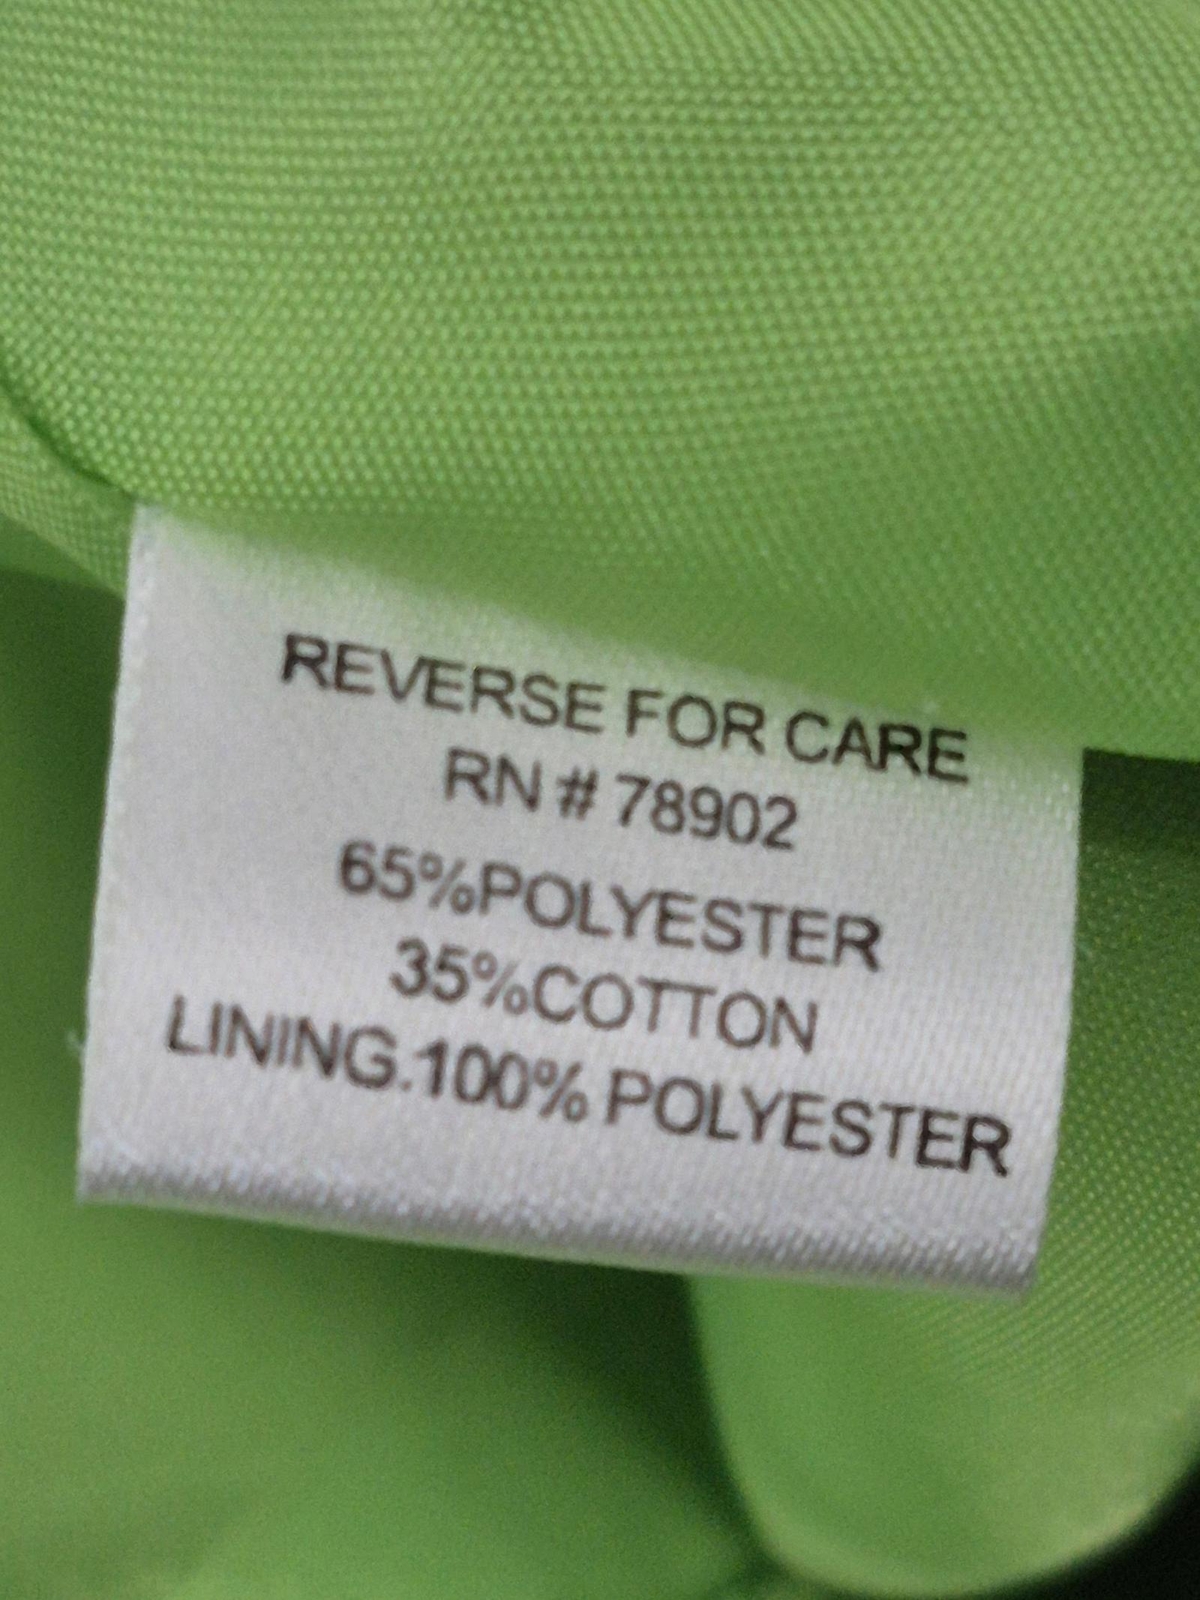 REVERSE FOR CARE
RN # 78902
65%POLYESTER
35%COTTON
LINING.100% POLYESTER